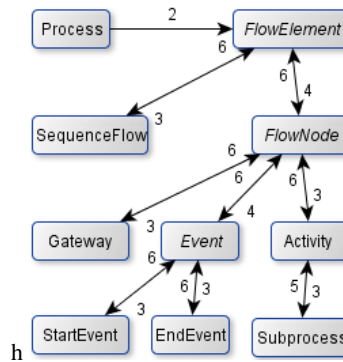 Process 2 FlowElement
6 6
3 4
SequenceFlow FlowNode
6 6 6
3 4 3
Gateway Event Activity
6 6 3 5 3
3
StartEvent EndEvent Subprocess
h